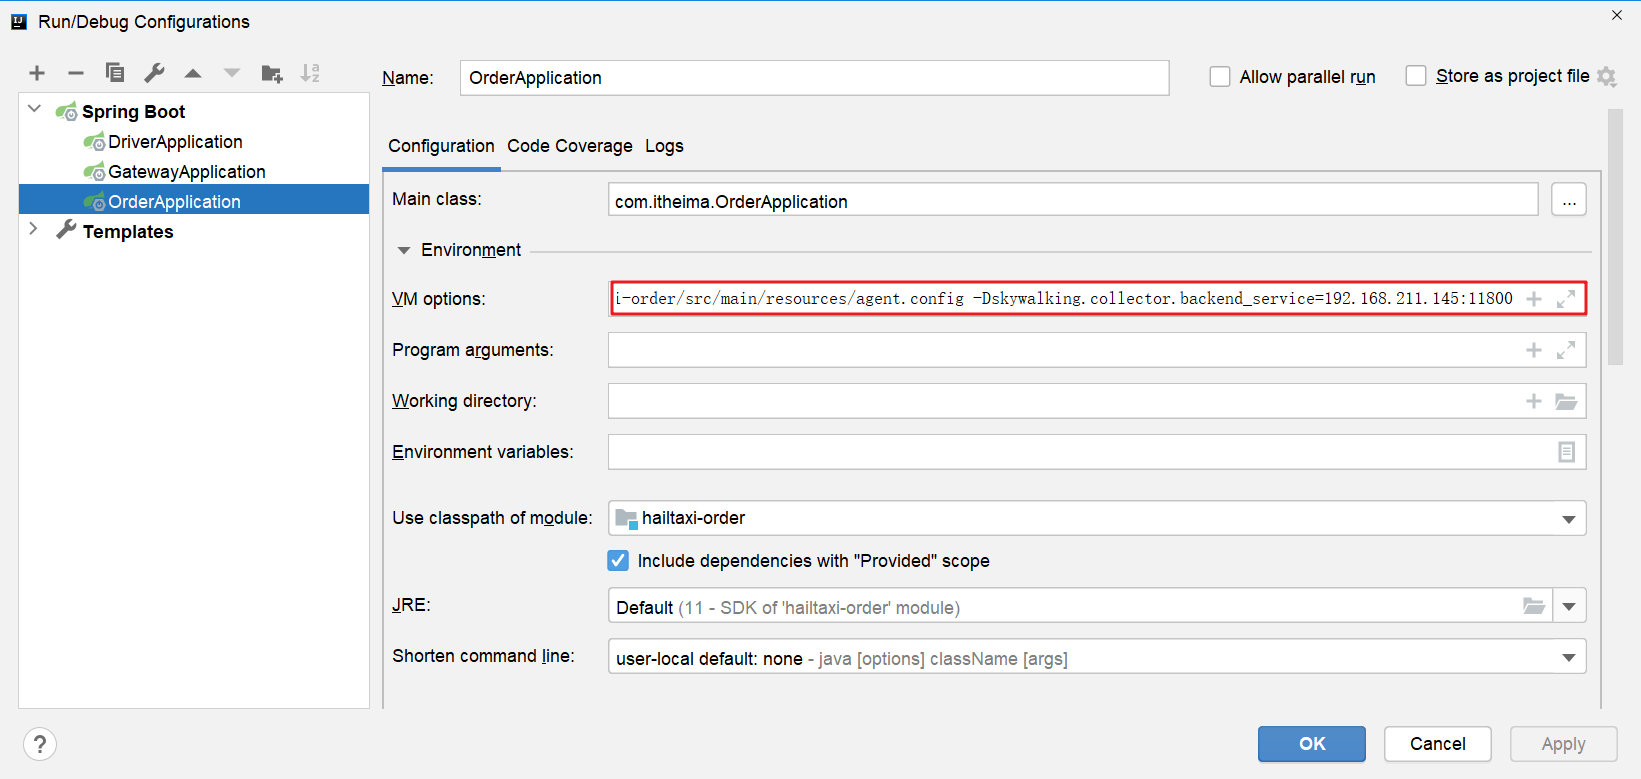 Run/Debug Configurations
Name: OrderApplication
Allow parallel run
Store as project file
Spring Boot
DriverApplication
GatewayApplication
OrderApplication
Templates
Configuration Code Coverage Logs
Main class: com.itheima.OrderApplication ...
Environment
VM options: i-order/src/main/resources/agent.config -Dskywalking.collector.backend_service=192.168.211.145:11800
Program arguments:
Working directory:
Environment variables:
Use classpath of module: hailtaxi-order
Include dependencies with "Provided" scope
JRE: Default (11 - SDK of 'hailtaxi-order' module)
Shorten command line: user-local default: none - java [options] className [args]
? OK Cancel Apply